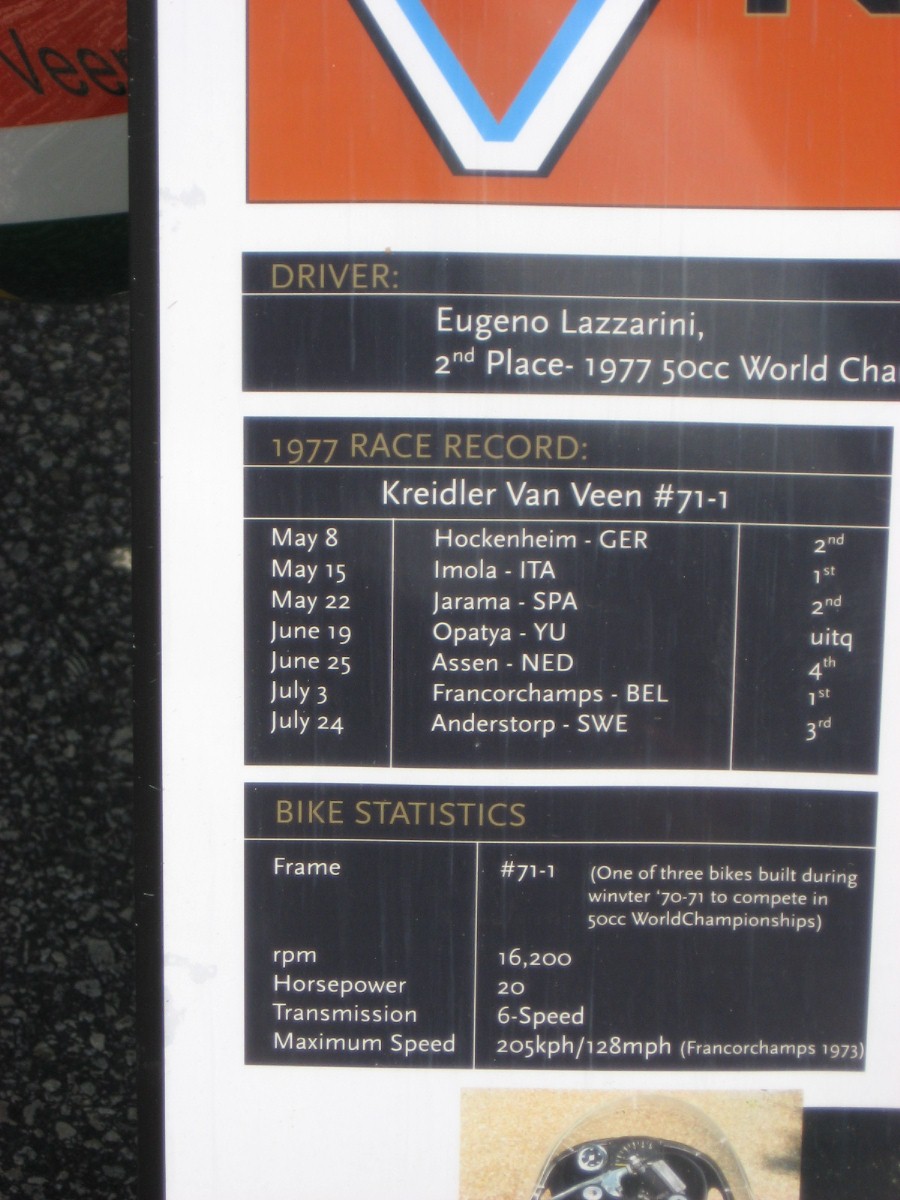 Veen
DRIVER:
Eugeno Lazzarini,
2nd Place- 1977 50cc World Cha
1977 RACE RECORD:
Kreidler Van Veen #71-1
May 8 Hockenheim - GER 2nd
May 15 Imola - ITA 1st
May 22 Jarama - SPA 2nd
June 19 Opatya - YU uitq
June 25 Assen - NED 4th
July 3 Francorchamps - BEL 1st
July 24 Anderstorp - SWE 3rd
BIKE STATISTICS
Frame #71-1 (One of three bikes built during
winvter ‘70-71 to compete in
50cc WorldChampionships)
rpm 16,200
Horsepower 20
Transmission 6-Speed
Maximum Speed 205kph/128mph (Francorchamps 1973)